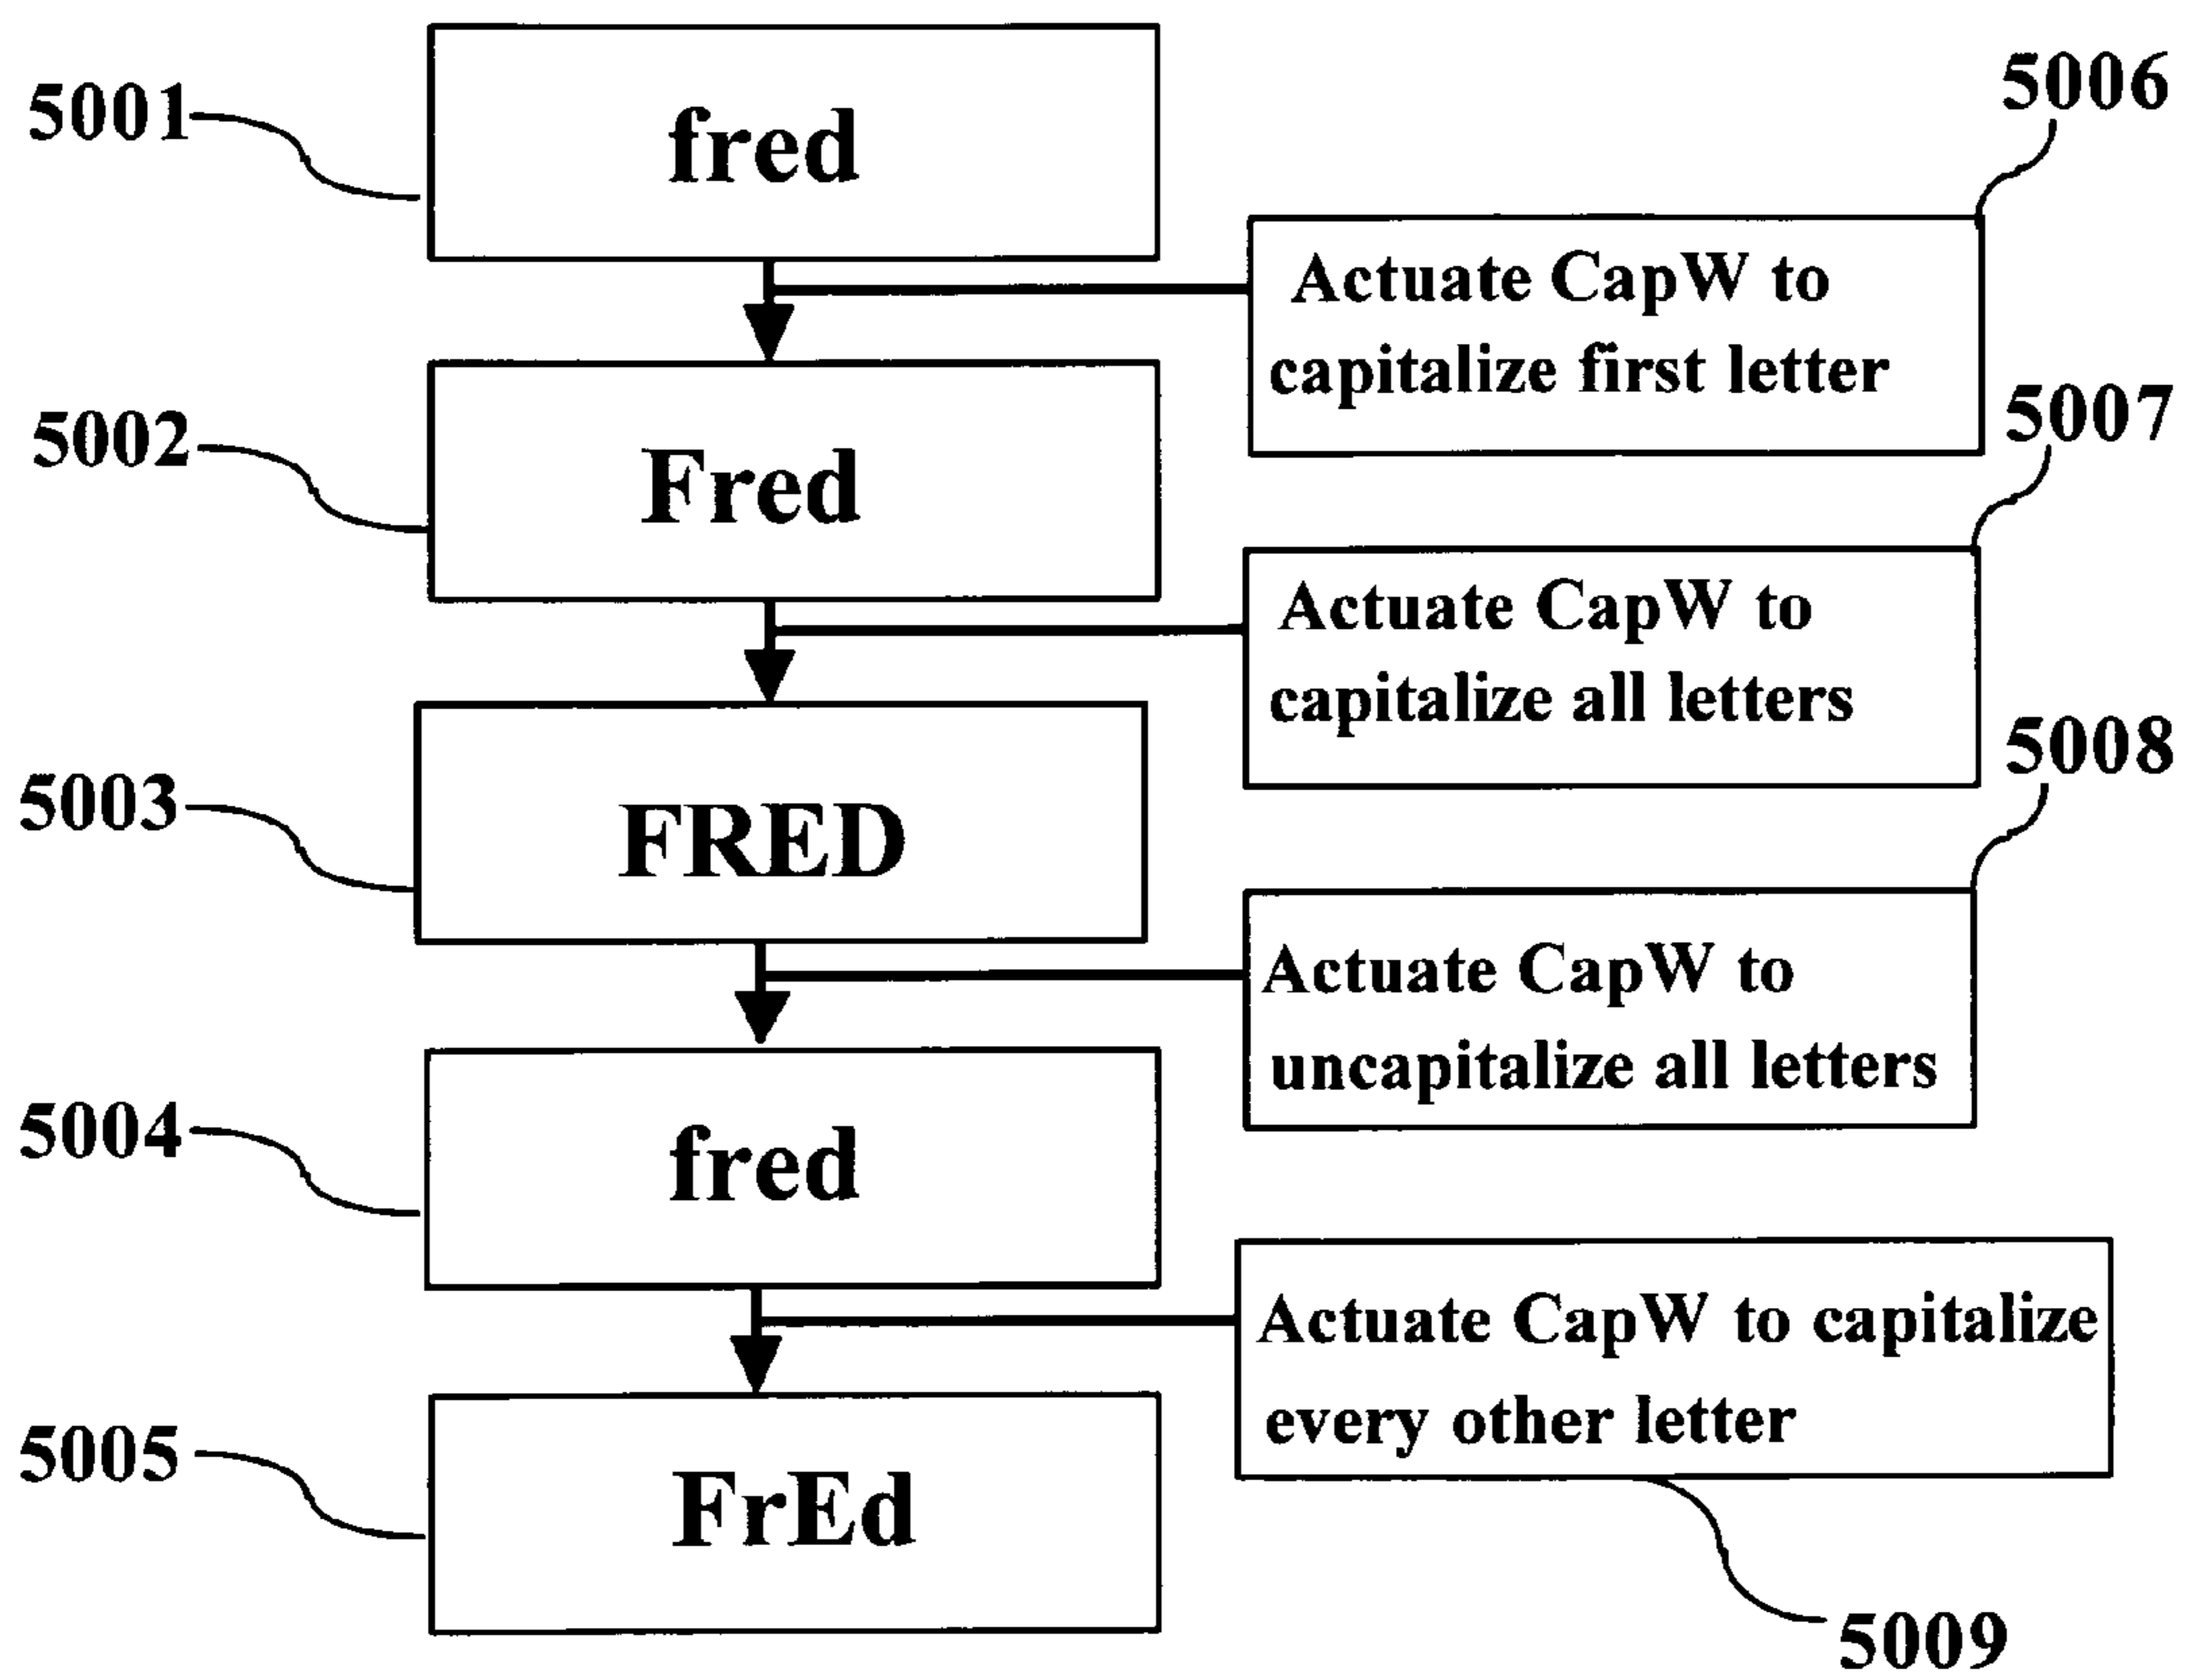 5001
fred
5006
Actuate CapW to
capitalize first letter
5002
Fred
5007
Actuate CapW to
capitalize all letters
5003
FRED
5008
Actuate CapW to
uncapitalize all letters
5004
fred
Actuate CapW to capitalize
every other letter
5005
FrEd
5009